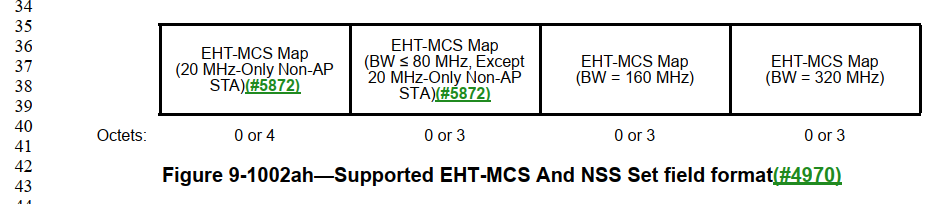 34
35
36
37
38
39
40
41
42
43
44
EHT-MCS Map
(20 MHz-Only Non-AP
STA)(#5872)
EHT-MCS Map
(BW ≤ 80 MHz, Except
20 MHz-Only Non-AP
STA)(#5872)
EHT-MCS Map
(BW = 160 MHz)
EHT-MCS Map
(BW = 320 MHz)
Octets: 0 or 4 0 or 3 0 or 3 0 or 3
Figure 9-1002ah—Supported EHT-MCS And NSS Set field format(#4970)